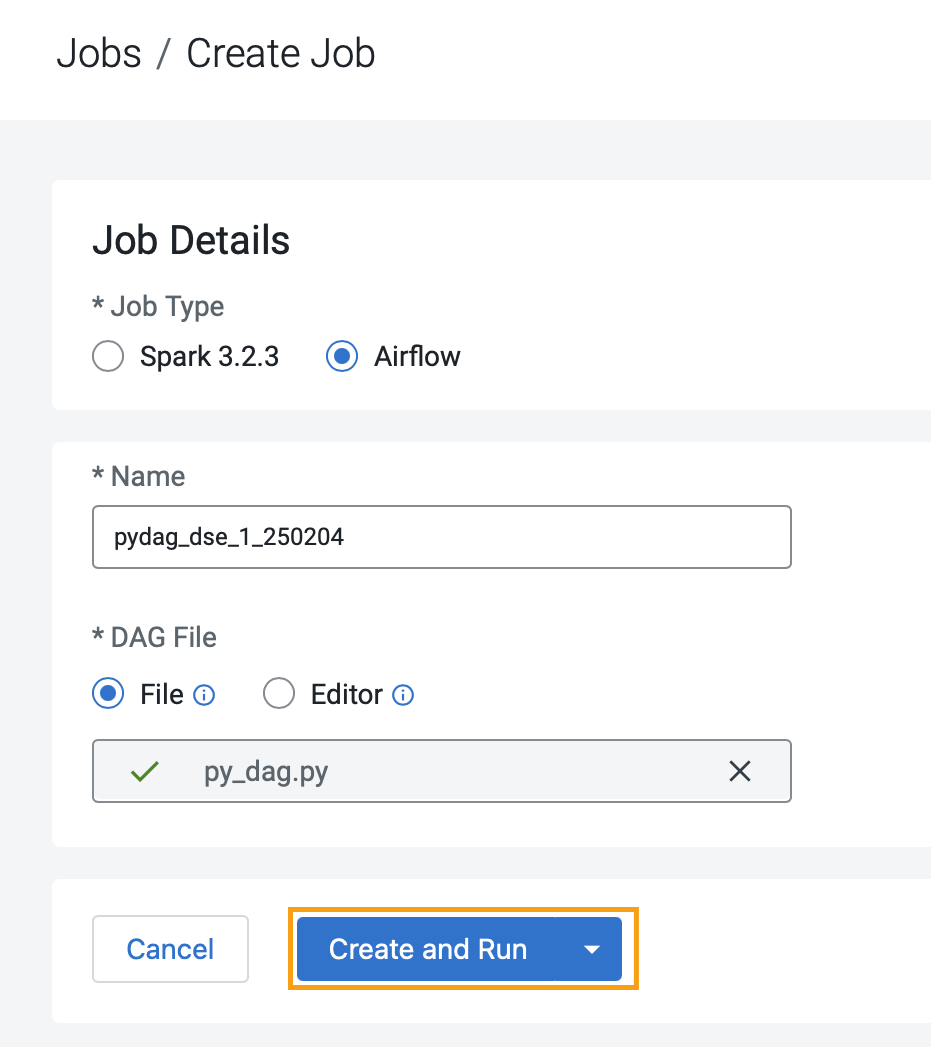 Jobs / Create Job
Job Details
* Job Type
Spark 3.2.3 Airflow
* Name
pydag_dse_1_250204
* DAG File
File Editor
py_dag.py
Cancel Create and Run